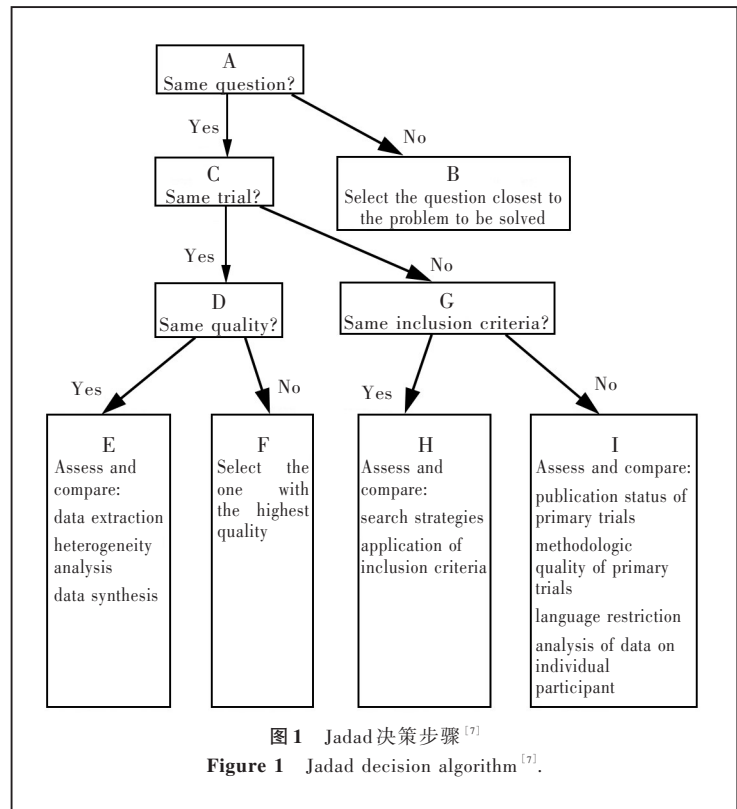 A
Same question?
Yes
No
C
Same trial?
B
Select the question closest to
the problem to be solved
Yes
No
D
Same quality?
G
Same inclusion criteria?
Yes
No
Yes
No
E
Assess and
compare:
data extraction
heterogeneity
analysis
data synthesis
F
Select the
one with
the highest
quality
H
Assess and
compare:
search strategies
application of
inclusion criteria
I
Assess and compare:
publication status of
primary trials
methodologic
quality of primary
trials
language restriction
analysis of data on
individual
participant
图1 Jadad决策步骤[7]
Figure 1 Jadad decision algorithm[7].